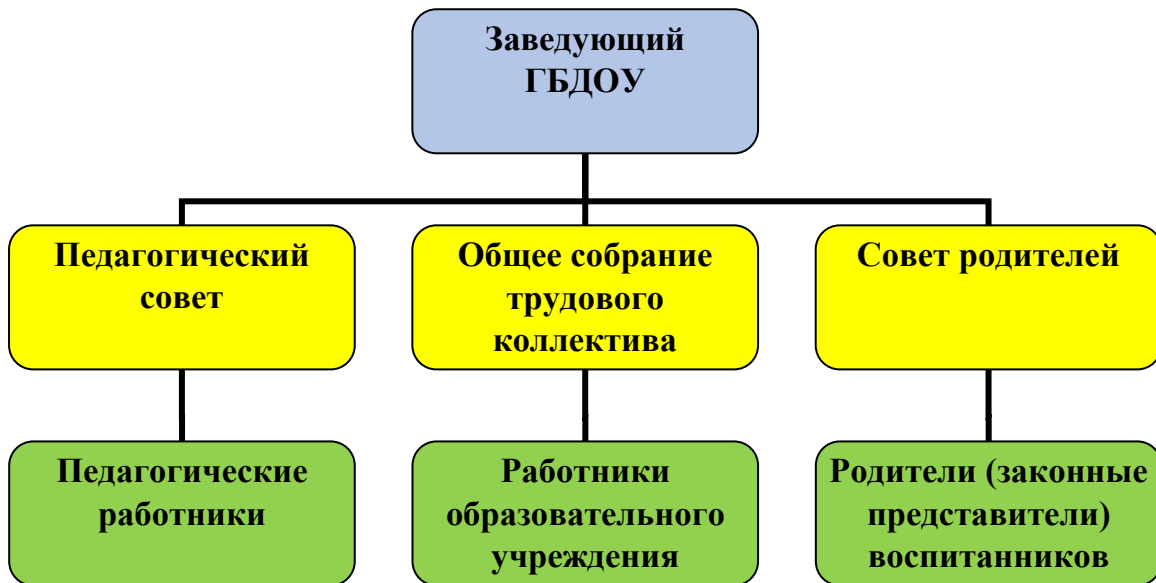 Заведующий
ГБДОУ
Педагогический
совет
Общее собрание
трудового
коллектива
Совет родителей
Педагогические
работники
Работники
образовательного
учреждения
Родители (законные
представители)
воспитанников